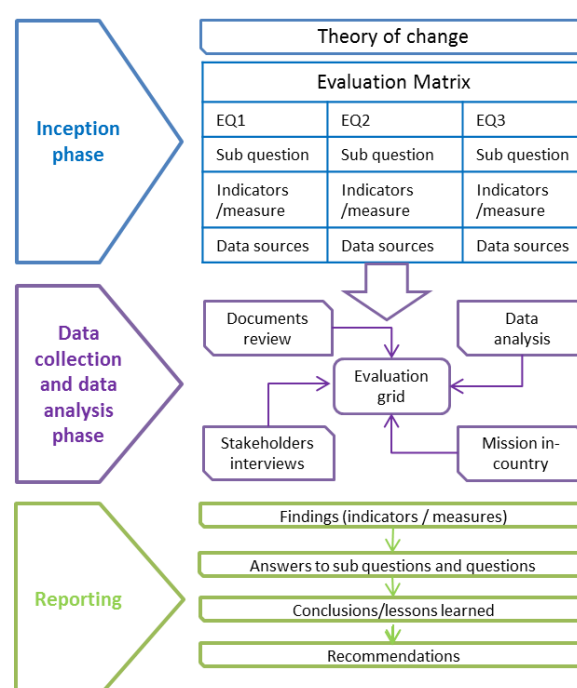 Inception
phase
Theory of change
Evaluation Matrix
EQ1 EQ2 EQ3
Sub question Sub question Sub question
Indicators Indicators Indicators
/measure /measure /measure
Data sources Data sources Data sources
Data
collection
and data
analysis
phase
Documents
review
Data
analysis
Evaluation
grid
Stakeholders
interviews
Mission in-
country
Reporting
Findings (indicators / measures)
Answers to sub questions and questions
Conclusions/lessons learned
Recommendations